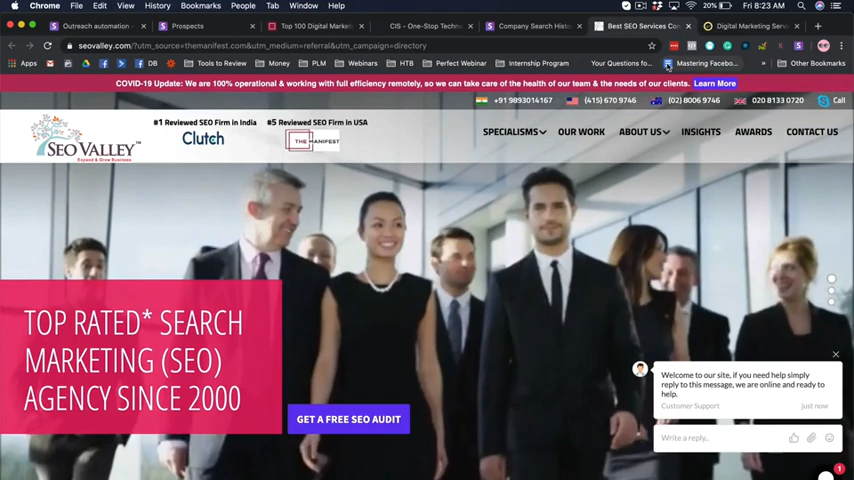 Chrome File Edit View History Bookmarks People Tab Window Help 20% Fri 8:23 AM
Outreach automation - Prospects Top 100 Digital Marketi CIS - One-Stop Techn Company Search Hist Best SEO Services Con Digital Marketing Serv
seovalley.com/?utm_source=themanifest.com&utm_medium=referral&utm_campaign=directory
Apps DB Money PLM Webinars HTB Perfect Webinar Internship Program Your Questions fo... Mastering Facebo... » Other Bookmarks
COVID-19 Update: We are 100% operational & working with full efficiency remotely, so we can take care of the health of our team & the needs of our clients. Learn More
+91 9893014167 (415) 670 9746 (02) 8006 9746 020 8133 0720 Call
#1 Reviewed SEO Firm in India #5 Reviewed SEO Firm in USA
SEO VALLEY™ Clutch THE MANIFEST SPECIALISMS OUR WORK ABOUT US INSIGHTS AWARDS CONTACT US
Expand & Grow Business
TOP RATED* SEARCH
MARKETING (SEO)
AGENCY SINCE 2000
GET A FREE SEO AUDIT
Welcome to our site, if you need help simply
reply to this message, we are online and ready to
help.
Customer Support just now
Write a reply..
1